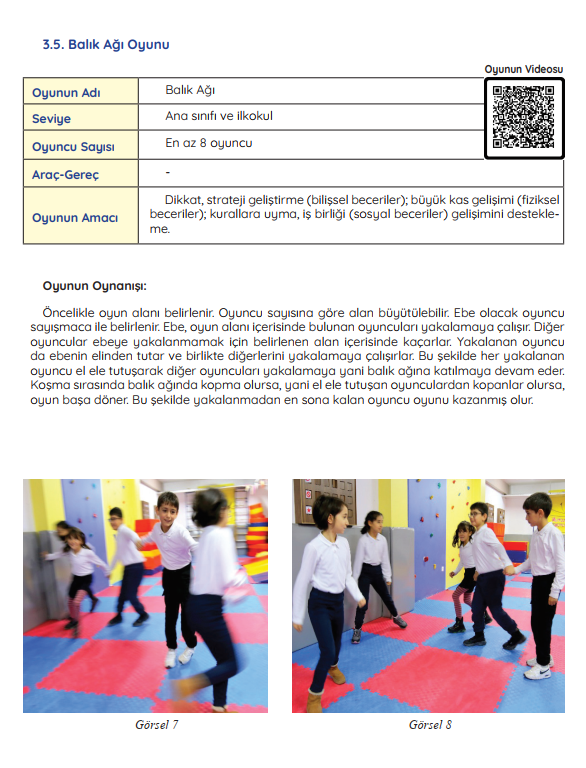 3.5. Balık Ağı Oyunu
Oyunun Videosu
Oyunun Adı
Balık Ağı
Seviye
Ana sınıfı ve ilkokul
Oyuncu Sayısı
En az 8 oyuncu
Araç-Gereç
-
Oyunun Amacı
Dikkat, strateji geliştirme (bilişsel beceriler); büyük kas gelişimi (fiziksel
beceriler); kurallara uyma, iş birliği (sosyal beceriler) gelişimini destekle-
me.
Oyunun Oynanışı:
Öncelikle oyun alanı belirlenir. Oyuncu sayısına göre alan büyütülebilir. Ebe olacak oyuncu
sayışmaca ile belirlenir. Ebe, oyun alanı içerisinde bulunan oyuncuları yakalamaya çalışır. Diğer
oyuncular ebeye yakalanmamak için belirlenen alan içerisinde kaçarlar. Yakalanan oyuncu
da ebenin elinden tutar ve birlikte diğerlerini yakalamaya çalışırlar. Bu şekilde her yakalanan
oyuncu el ele tutuşarak diğer oyuncuları yakalamaya yani balık ağına katılmaya devam eder.
Koşma sırasında balık ağında kopma olursa, yani el ele tutuşan oyunculardan kopanlar olursa,
oyun başa döner. Bu şekilde yakalanmadan en sona kalan oyuncu oyunu kazanmış olur.
Görsel 7
Görsel 8